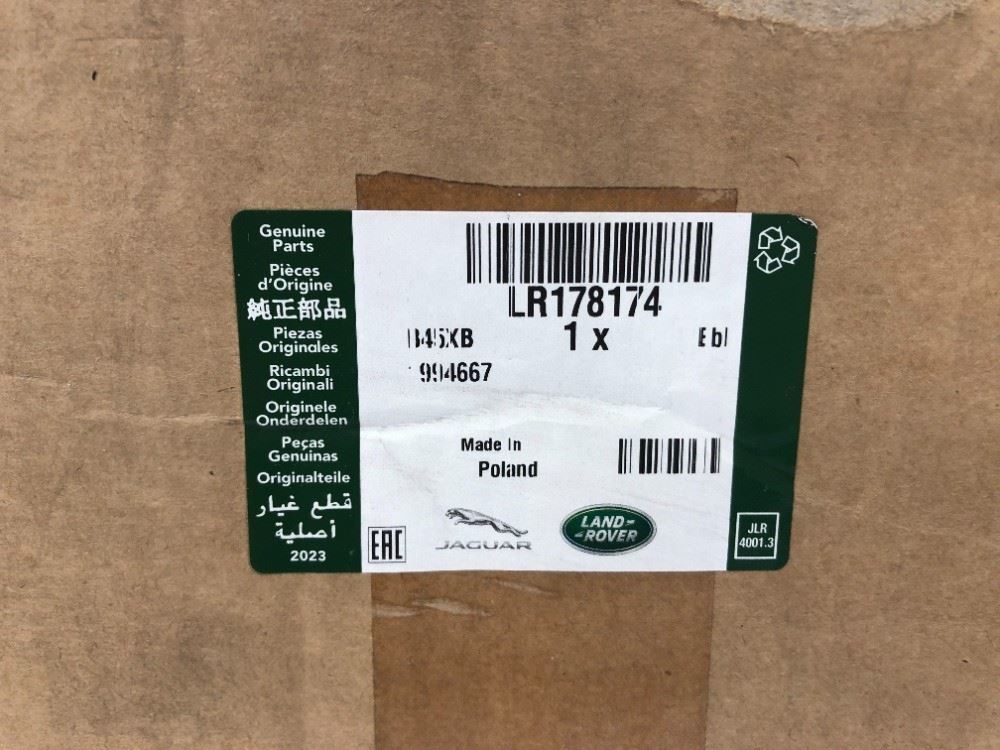 Genuine
Parts
Pièces
d'Origine
純正部品
Piezas
Originales
Ricambi
Originali
Originele
Onderdelen
Peças
Genuinas
Originalteile
قطع غيار
أصلية
2023
LR178174
B45XB
1 x
994667
Made In
Poland
EAC
JAGUAR
LAND-
-ROVER
JLR
4001.3